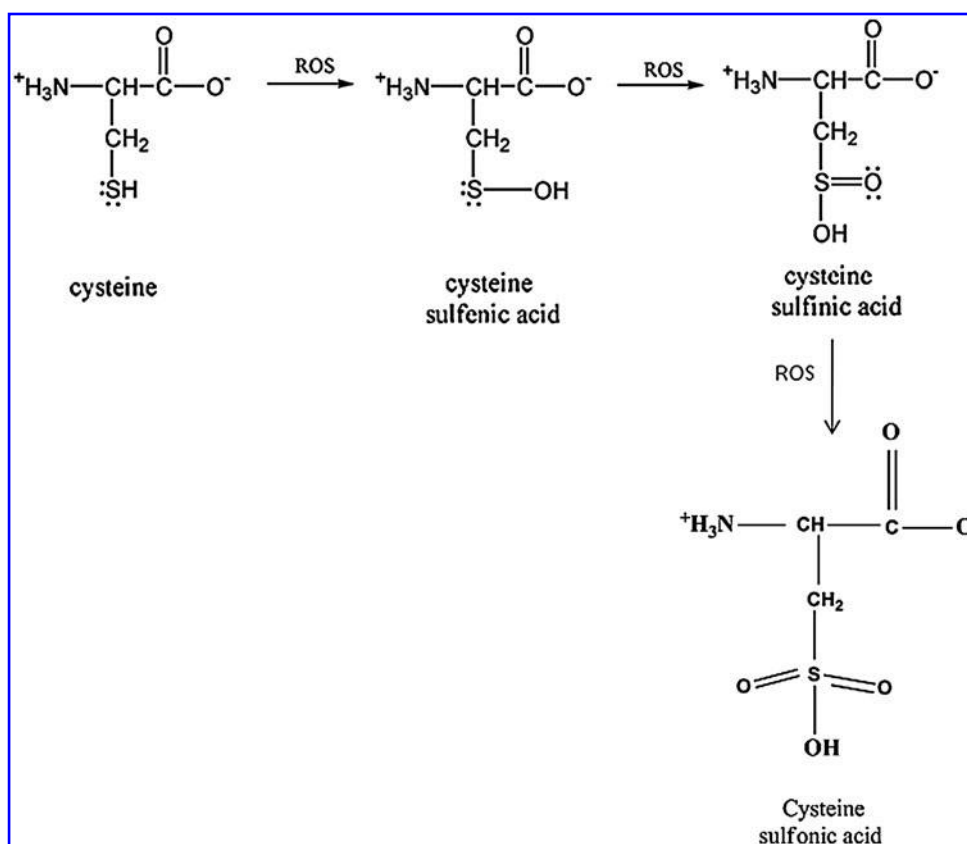 O O O
⁺H₃N—CH—C—O⁻ ROS ⁺H₃N—CH—C—O⁻ ROS ⁺H₃N—CH—C—O⁻
CH₂ CH₂ CH₂
:SH :S—OH S=O
OH
cysteine
cysteine
sulfenic acid
cysteine
sulfinic acid
ROS
O
⁺H₃N—CH—C—O
CH₂
O=S=O
OH
Cysteine
sulfonic acid